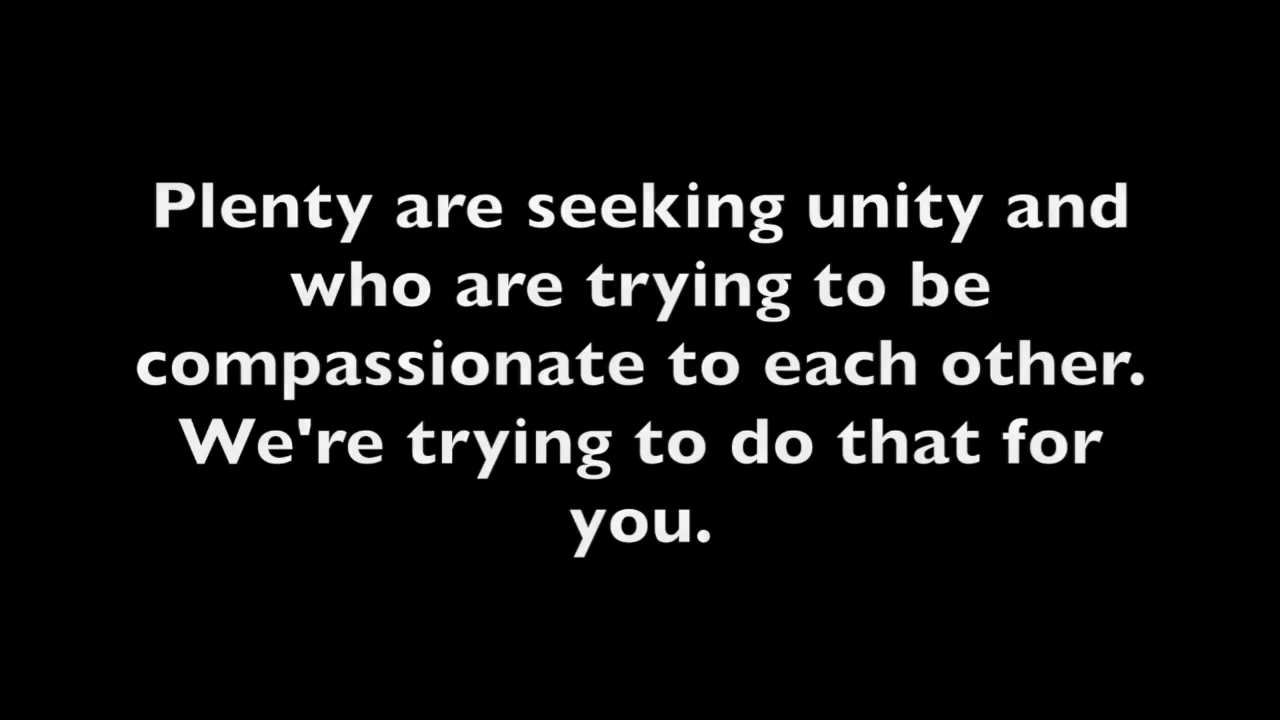 Plenty are seeking unity and
who are trying to be
compassionate to each other.
We're trying to do that for
you.